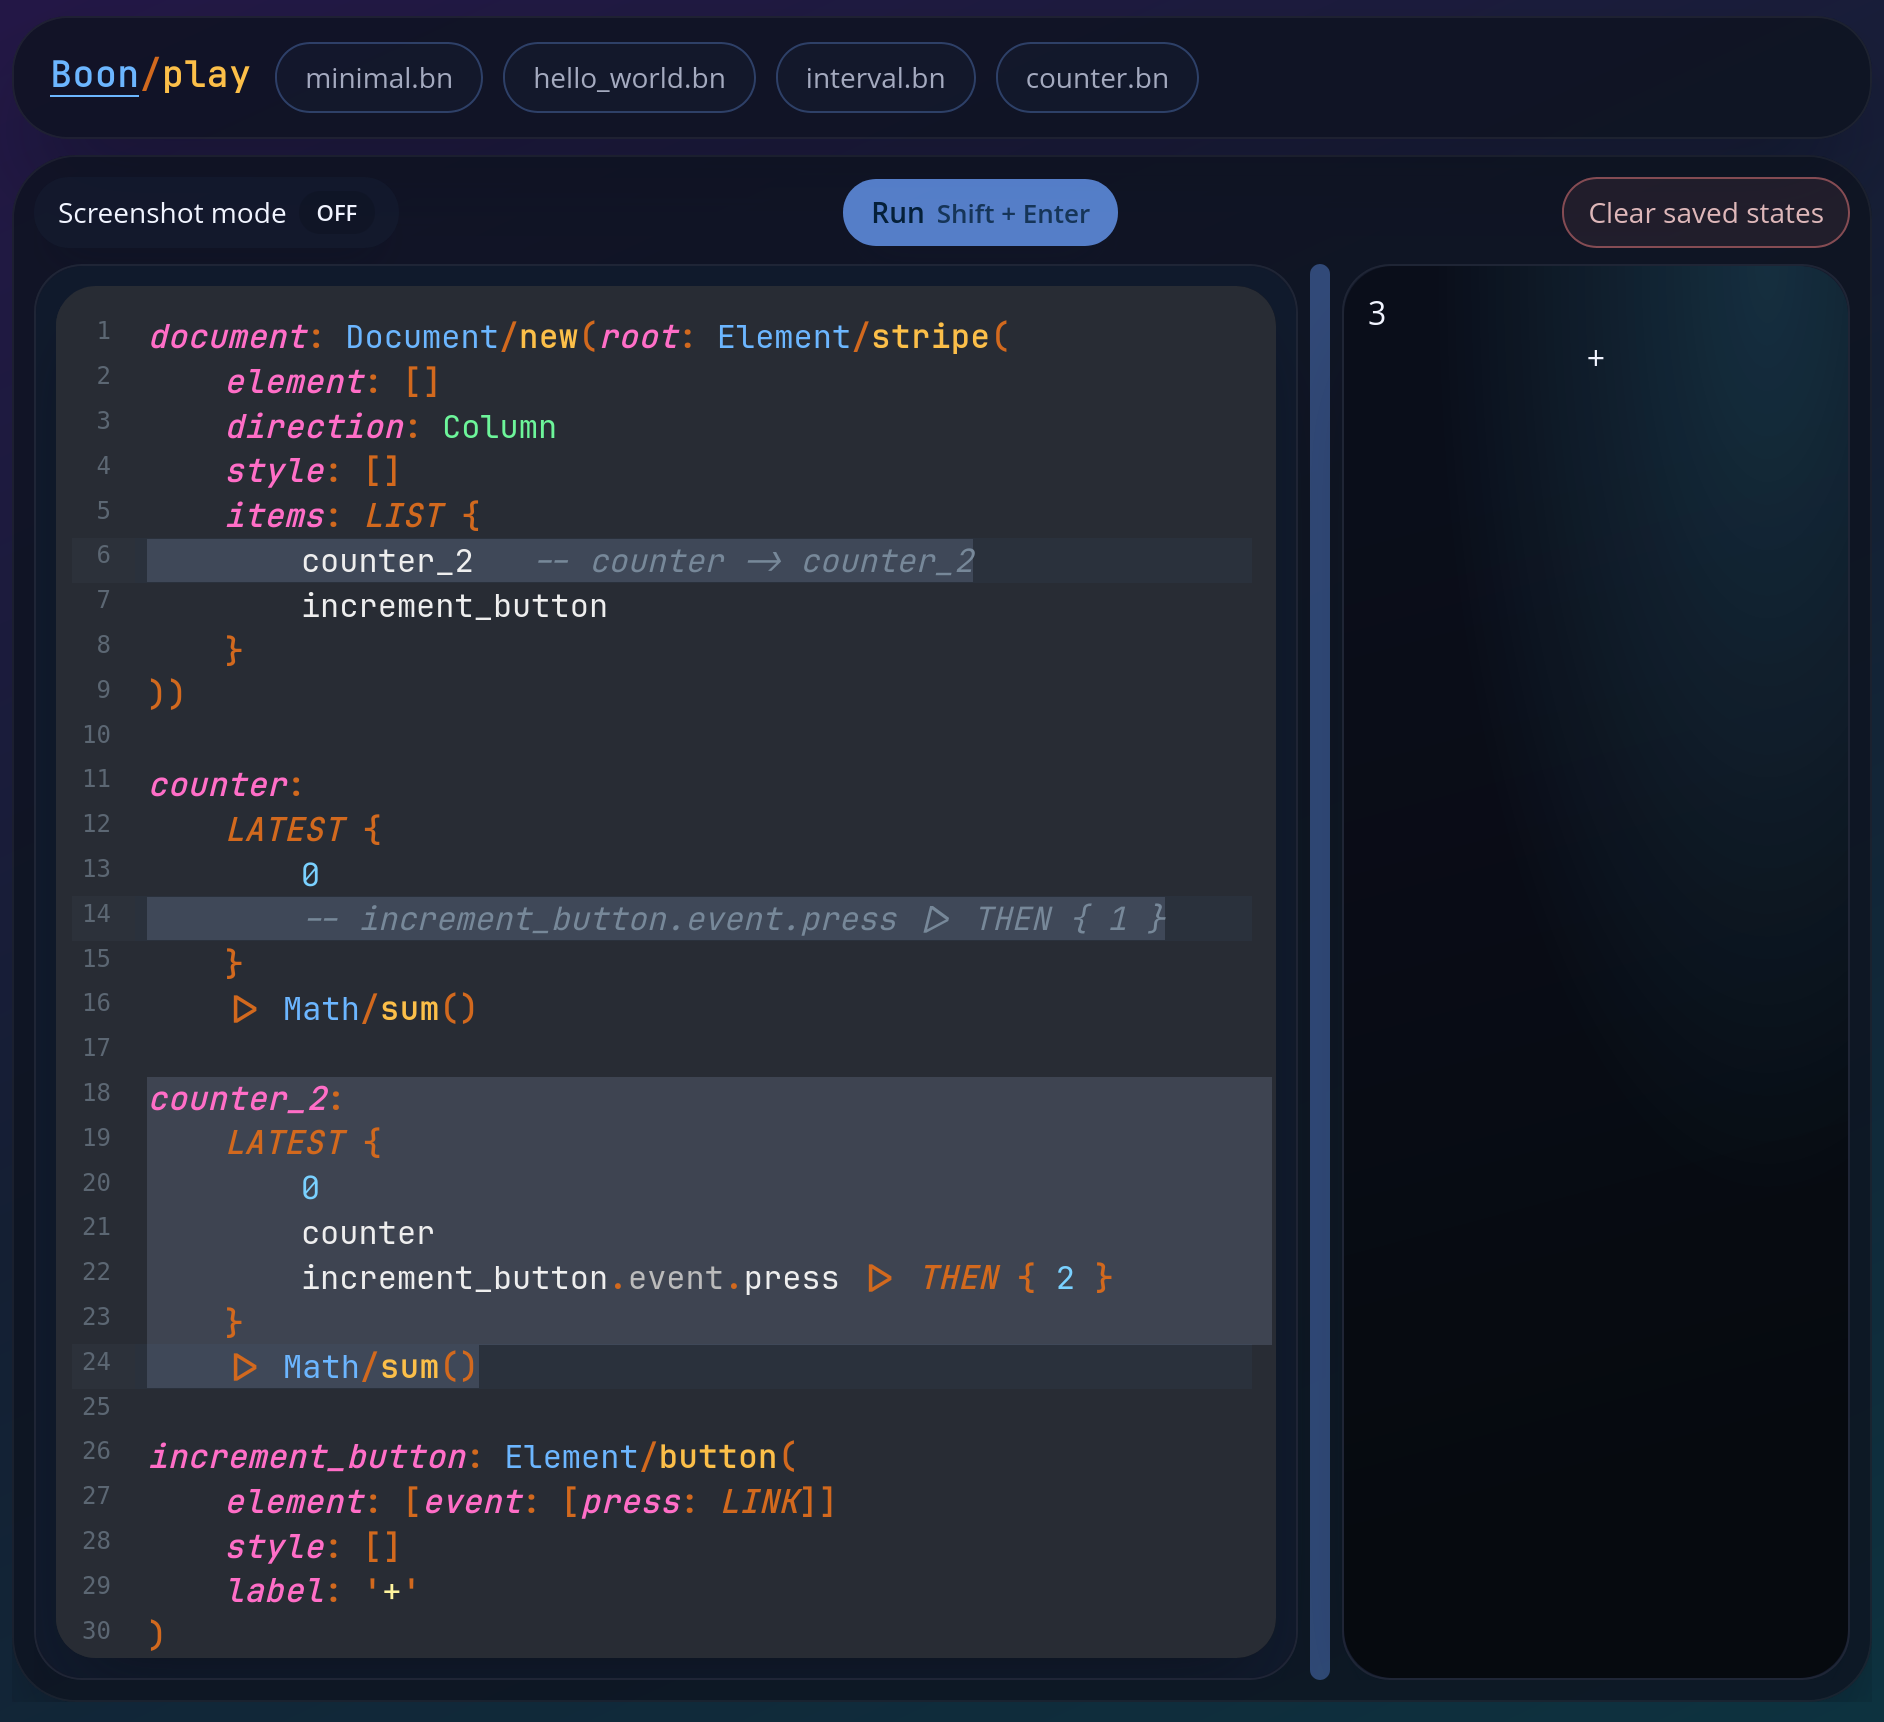 Boon/play minimal.bn hello_world.bn interval.bn counter.bn
Screenshot mode OFF Run Shift + Enter Clear saved states
1 document: Document/new(root: Element/stripe(
2     element: []
3     direction: Column
4     style: []
5     items: LIST {
6         counter_2   -- counter -> counter_2
7         increment_button
8     }
9 ))
10
11 counter:
12     LATEST {
13         0
14         -- increment_button.event.press |> THEN { 1 }
15     }
16     |> Math/sum()
17
18 counter_2:
19     LATEST {
20         0
21         counter
22         increment_button.event.press |> THEN { 2 }
23     }
24     |> Math/sum()
25
26 increment_button: Element/button(
27     element: [event: [press: LINK]]
28     style: []
29     label: '+'
30 )
3
+